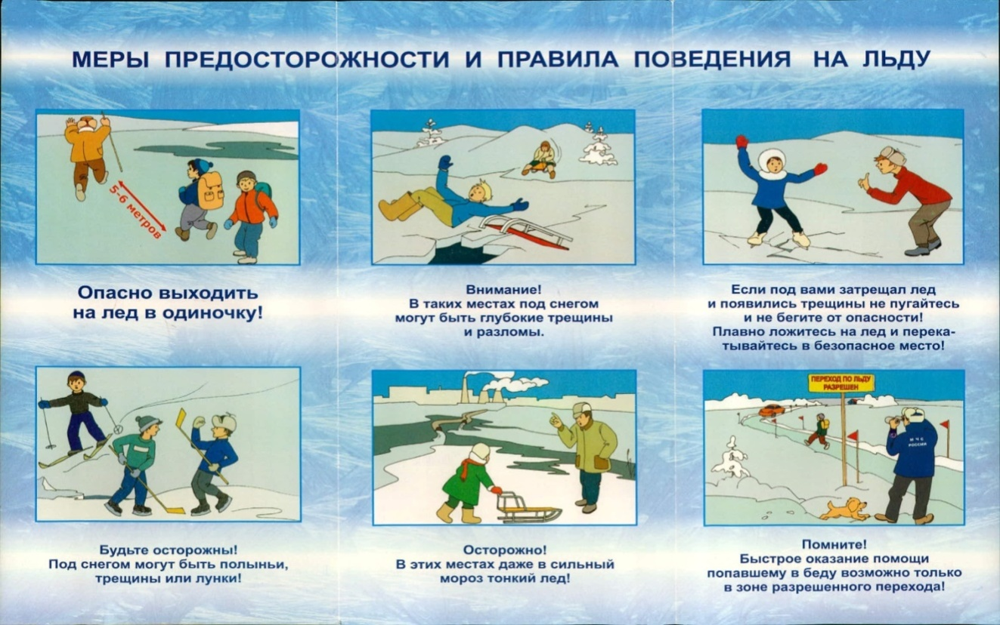 МЕРЫ ПРЕДОСТОРОЖНОСТИ И ПРАВИЛА ПОВЕДЕНИЯ НА ЛЬДУ
5-6 метров
Опасно выходить
на лед в одиночку!
Внимание!
В таких местах под снегом
могут быть глубокие трещины
и разломы.
Если под вами затрещал лед
и появились трещины не пугайтесь
и не бегите от опасности!
Плавно ложитесь на лед и перека-
тывайтесь в безопасное место!
Будьте осторожны!
Под снегом могут быть полыньи,
трещины или лунки!
Осторожно!
В этих местах даже в сильный
мороз тонкий лед!
ПЕРЕХОД ПО ЛЬДУ
РАЗРЕШЕН
МЧС
РОССИИ
Помните!
Быстрое оказание помощи
попавшему в беду возможно только
в зоне разрешенного перехода!